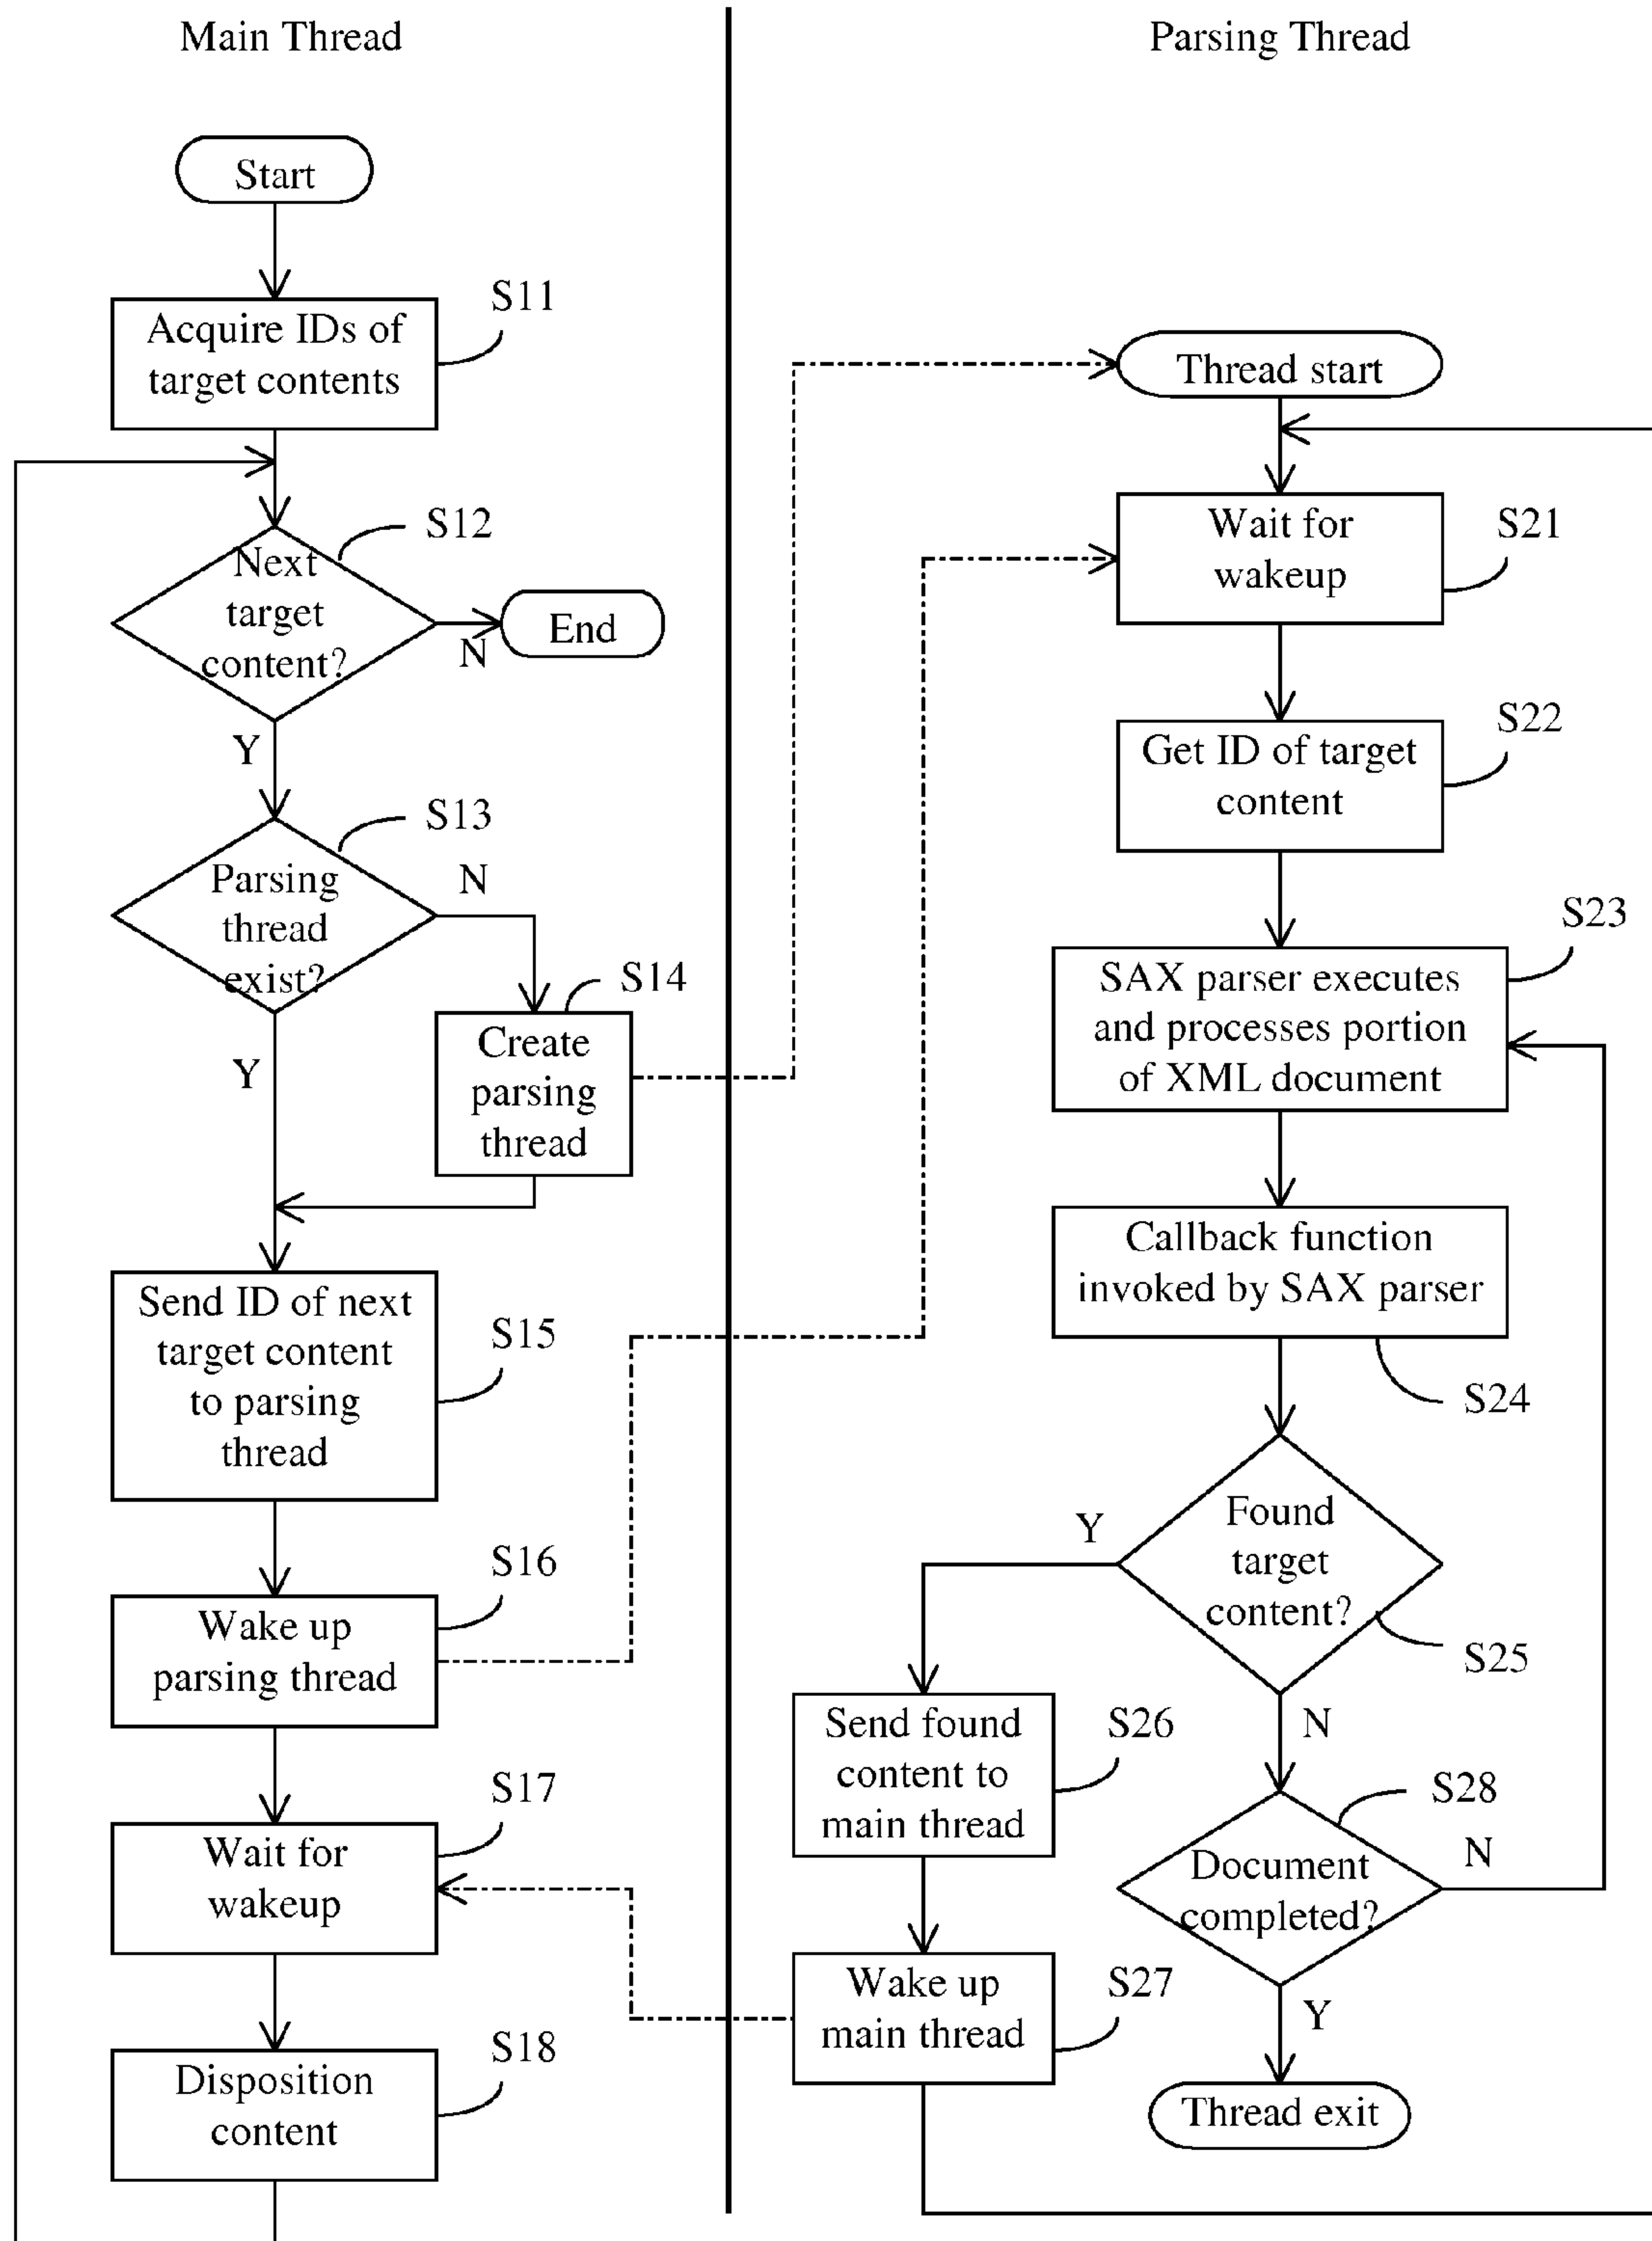 Main Thread
Start
S11
Acquire IDs of
target contents
S12
Next
target
content?
N
End
Y
S13
Parsing
thread
exist?
N
S14
Create
parsing
thread
Y
Send ID of next
target content
to parsing
thread
S15
S16
Wake up
parsing thread
S17
Wait for
wakeup
S18
Disposition
content
Parsing Thread
Thread start
Wait for
wakeup
S21
S22
Get ID of target
content
S23
SAX parser executes
and processes portion
of XML document
Callback function
invoked by SAX parser
S24
Found
target
content?
Y
S25
N
Send found
content to
main thread
S26
Wake up
main thread
S27
S28
Document
completed?
N
Y
Thread exit